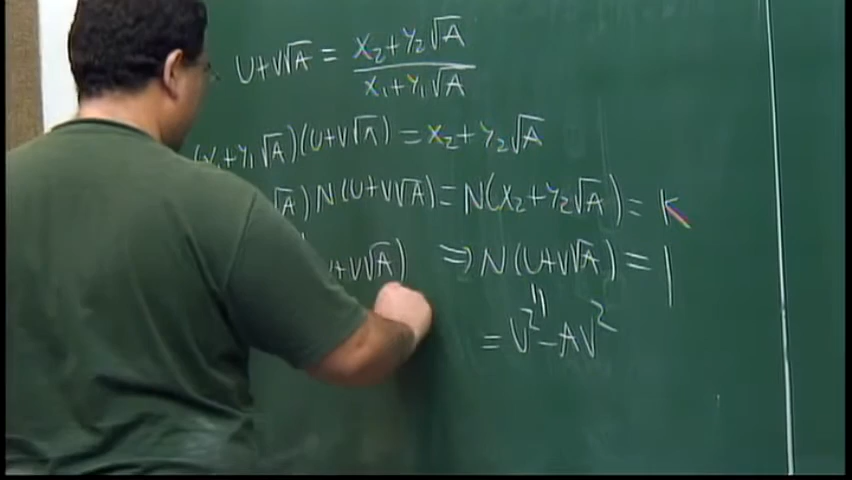 U+V√A = (X₂+Y₂√A)/(X₁+Y₁√A)
(X₁+Y₁√A)(U+V√A) = X₂+Y₂√A
√A) N(U+V√A) = N(X₂+Y₂√A) = K
+V√A) ⇒ N(U+V√A) = 1
= U² - AV²